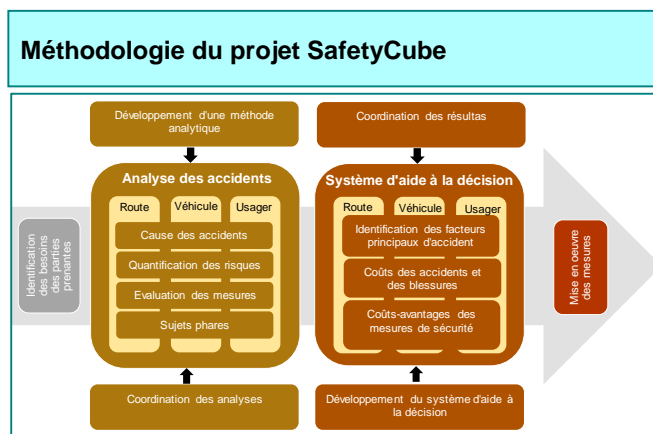 Méthodologie du projet SafetyCube
Développement d'une méthode
analytique
Coordination des résultas
Identification
des besoins
des parties
prenantes
Analyse des accidents
Route Véhicule Usager
Cause des accidents
Quantification des risques
Evaluation des mesures
Sujets phares
Système d'aide à la décision
Route Véhicule Usager
Identification des facteurs
principaux d'accident
Coûts des accidents et
des blessures
Coûts-avantages des
mesures de sécurité
Mise en oeuvre
des mesures
Coordination des analyses
Développement du système d'aide à
la décision